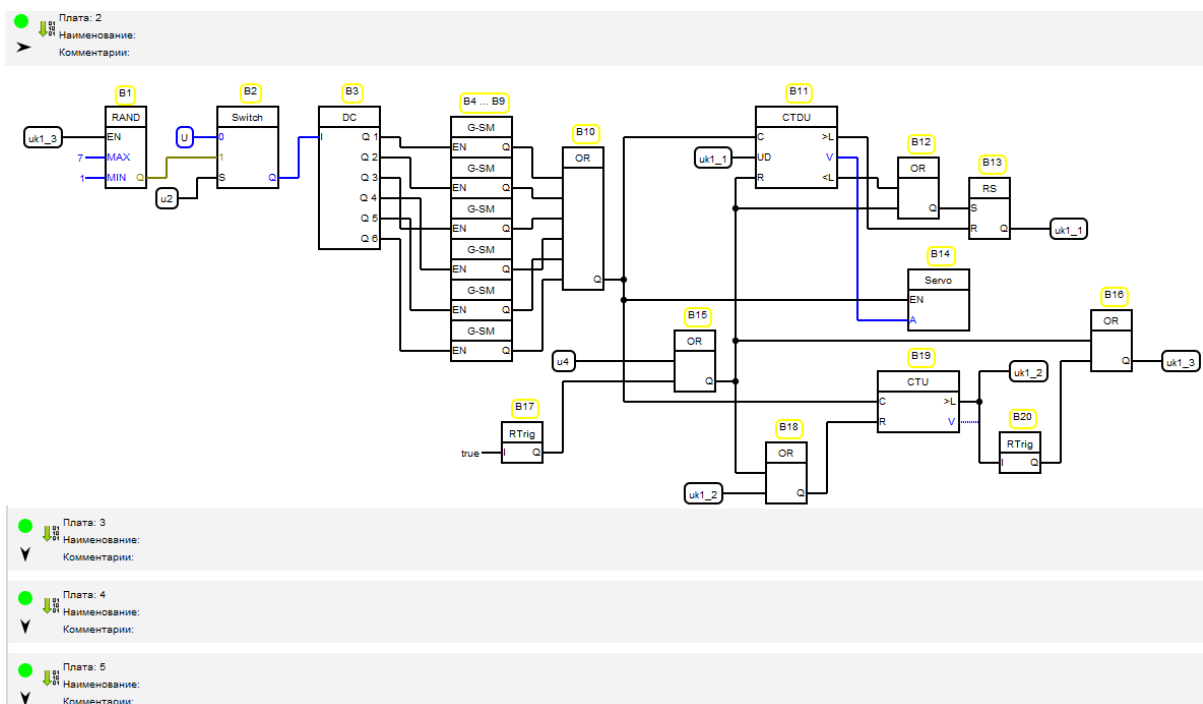 Плата: 2
Наименование:
Комментарии:
B1
B2
B3
B4 ... B9
B10
B11
B12
B13
B14
B15
B16
B17
B18
B19
B20
RAND
EN
MAX
MIN Q
uk1_3
7
1
Switch
0
1
S
Q
U
u2
DC
I
Q 1
Q 2
Q 3
Q 4
Q 5
Q 6
G-SM
EN Q
G-SM
EN Q
G-SM
EN Q
G-SM
EN Q
G-SM
EN Q
G-SM
EN Q
OR
Q
CTDU
C >L
UD V
R <L
uk1_1
OR
Q
RS
S
R Q
uk1_1
Servo
EN
A
OR
Q
u4
OR
Q
uk1_3
RTrig
I Q
true
OR
Q
uk1_2
CTU
C >L
R V
uk1_2
RTrig
I Q
Плата: 3
Наименование:
Комментарии:
Плата: 4
Наименование:
Комментарии:
Плата: 5
Наименование:
Комментарии: